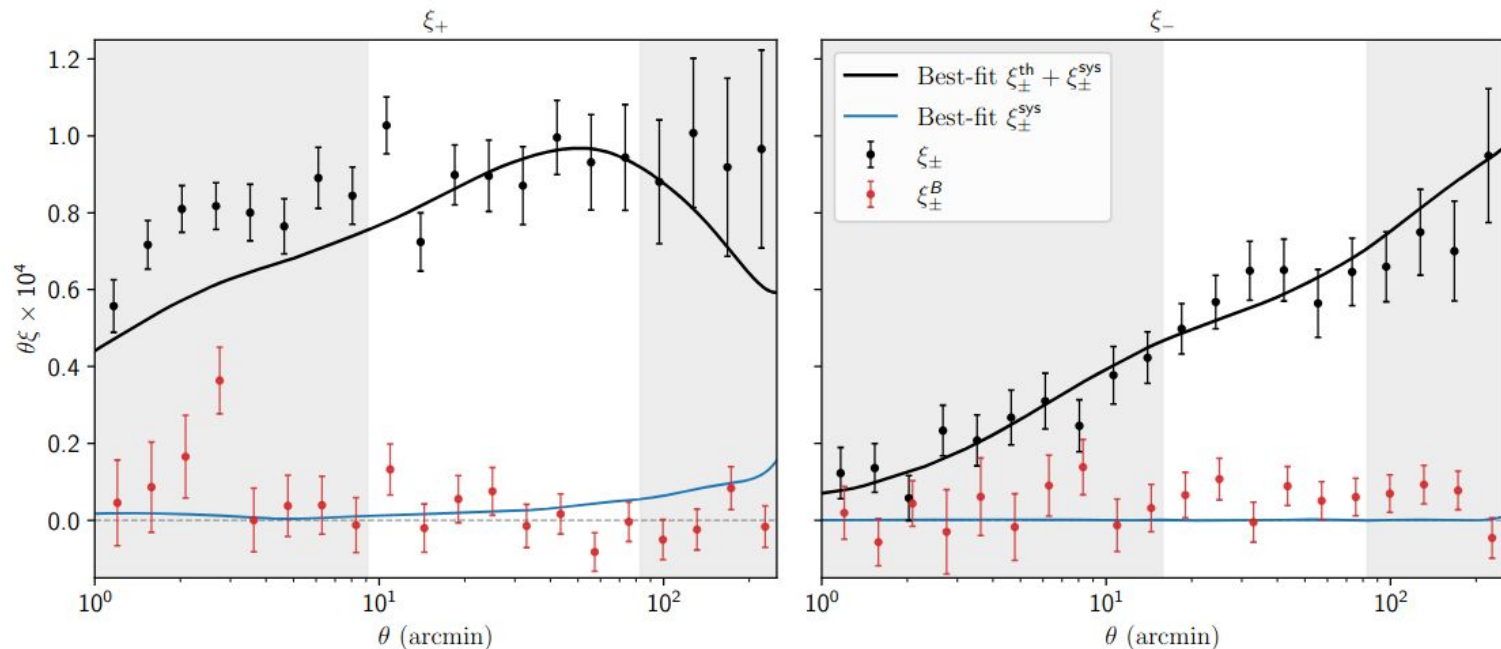 ξ₊
ξ₋
θξ × 10⁴
1.2
1.0
0.8
0.6
0.4
0.2
0.0
Best-fit ξ±ᵗʰ + ξ±ˢʸˢ
Best-fit ξ±ˢʸˢ
ξ±
ξ±ᴮ
10⁰
10¹
10²
10⁰
10¹
10²
θ (arcmin)
θ (arcmin)